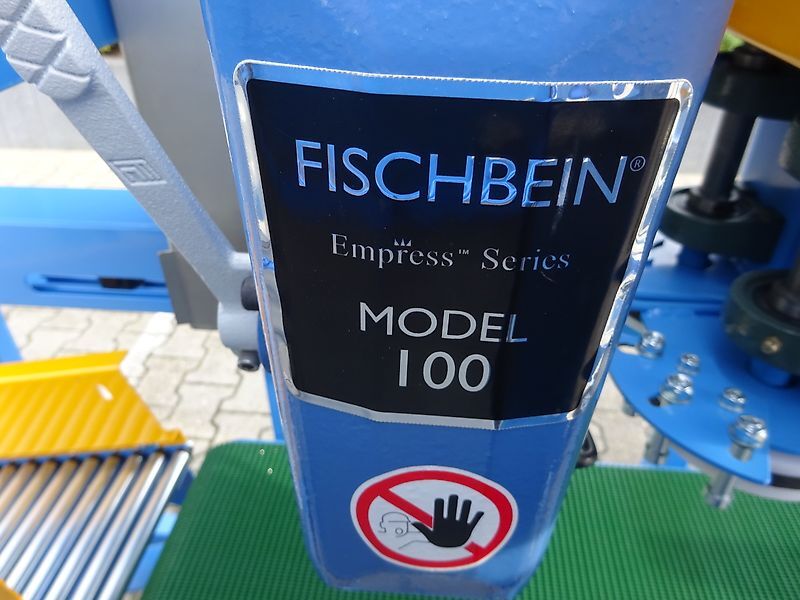 FISCHBEIN®
Empress™ Series
MODEL
100